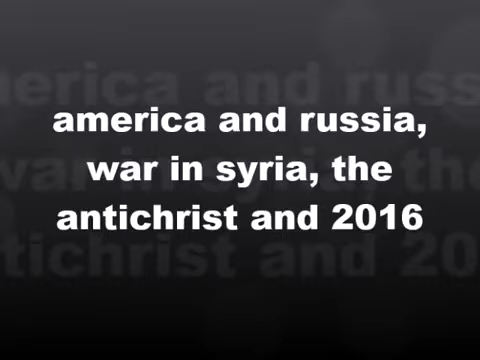 america and russia,
war in syria, the
antichrist and 2016